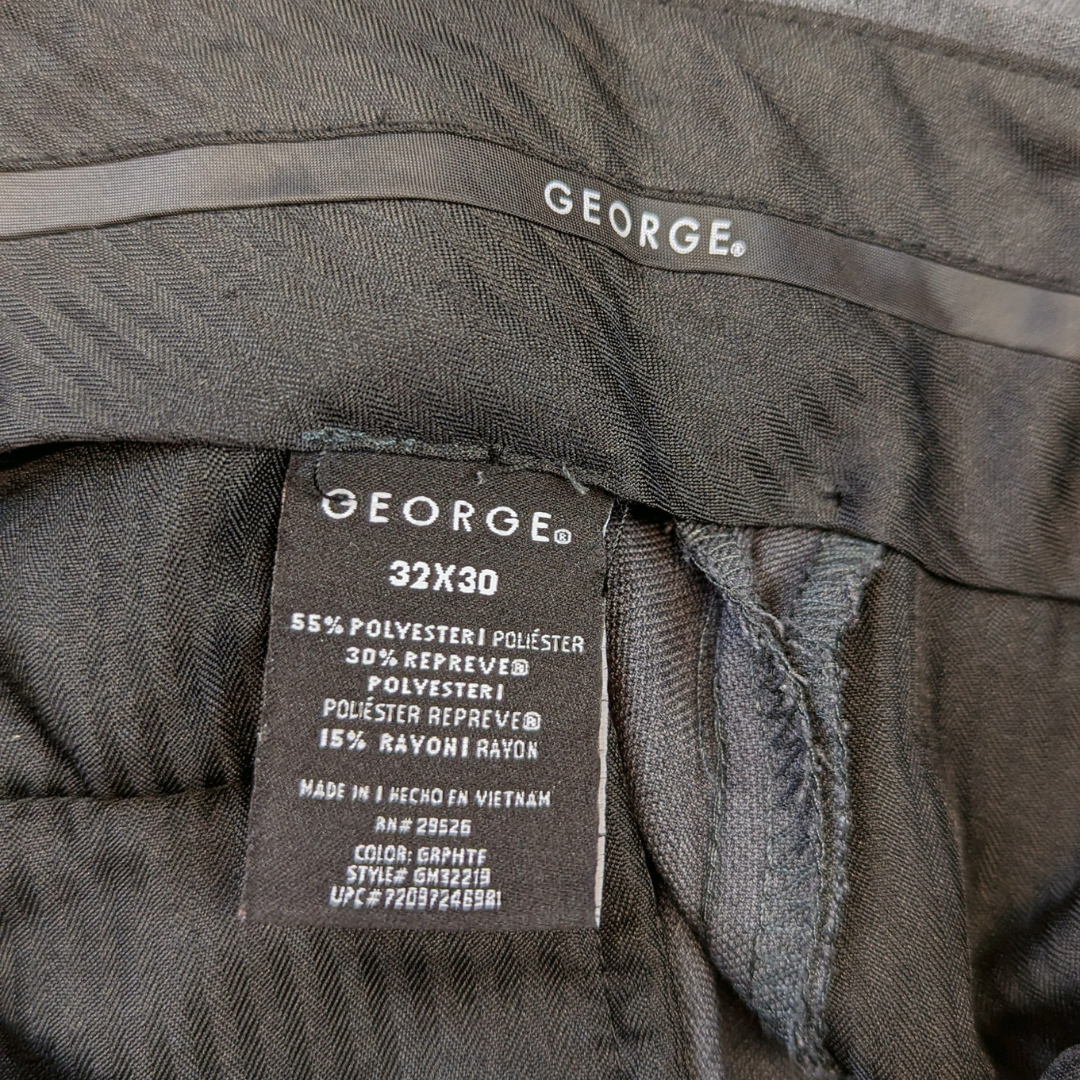 GEORGE®
GEORGE®
32X30
55% POLYESTER | POLIÉSTER
30% REPREVE®
POLYESTER |
POLIÉSTER REPREVE®
15% RAYON | RAYON
MADE IN | HECHO EN VIETNAM
RN# 29526
COLOR: GRPHTE
STYLE# GM32219
UPC#